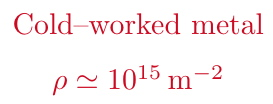 Cold–worked metal
ρ ≃ 10¹⁵ m⁻²